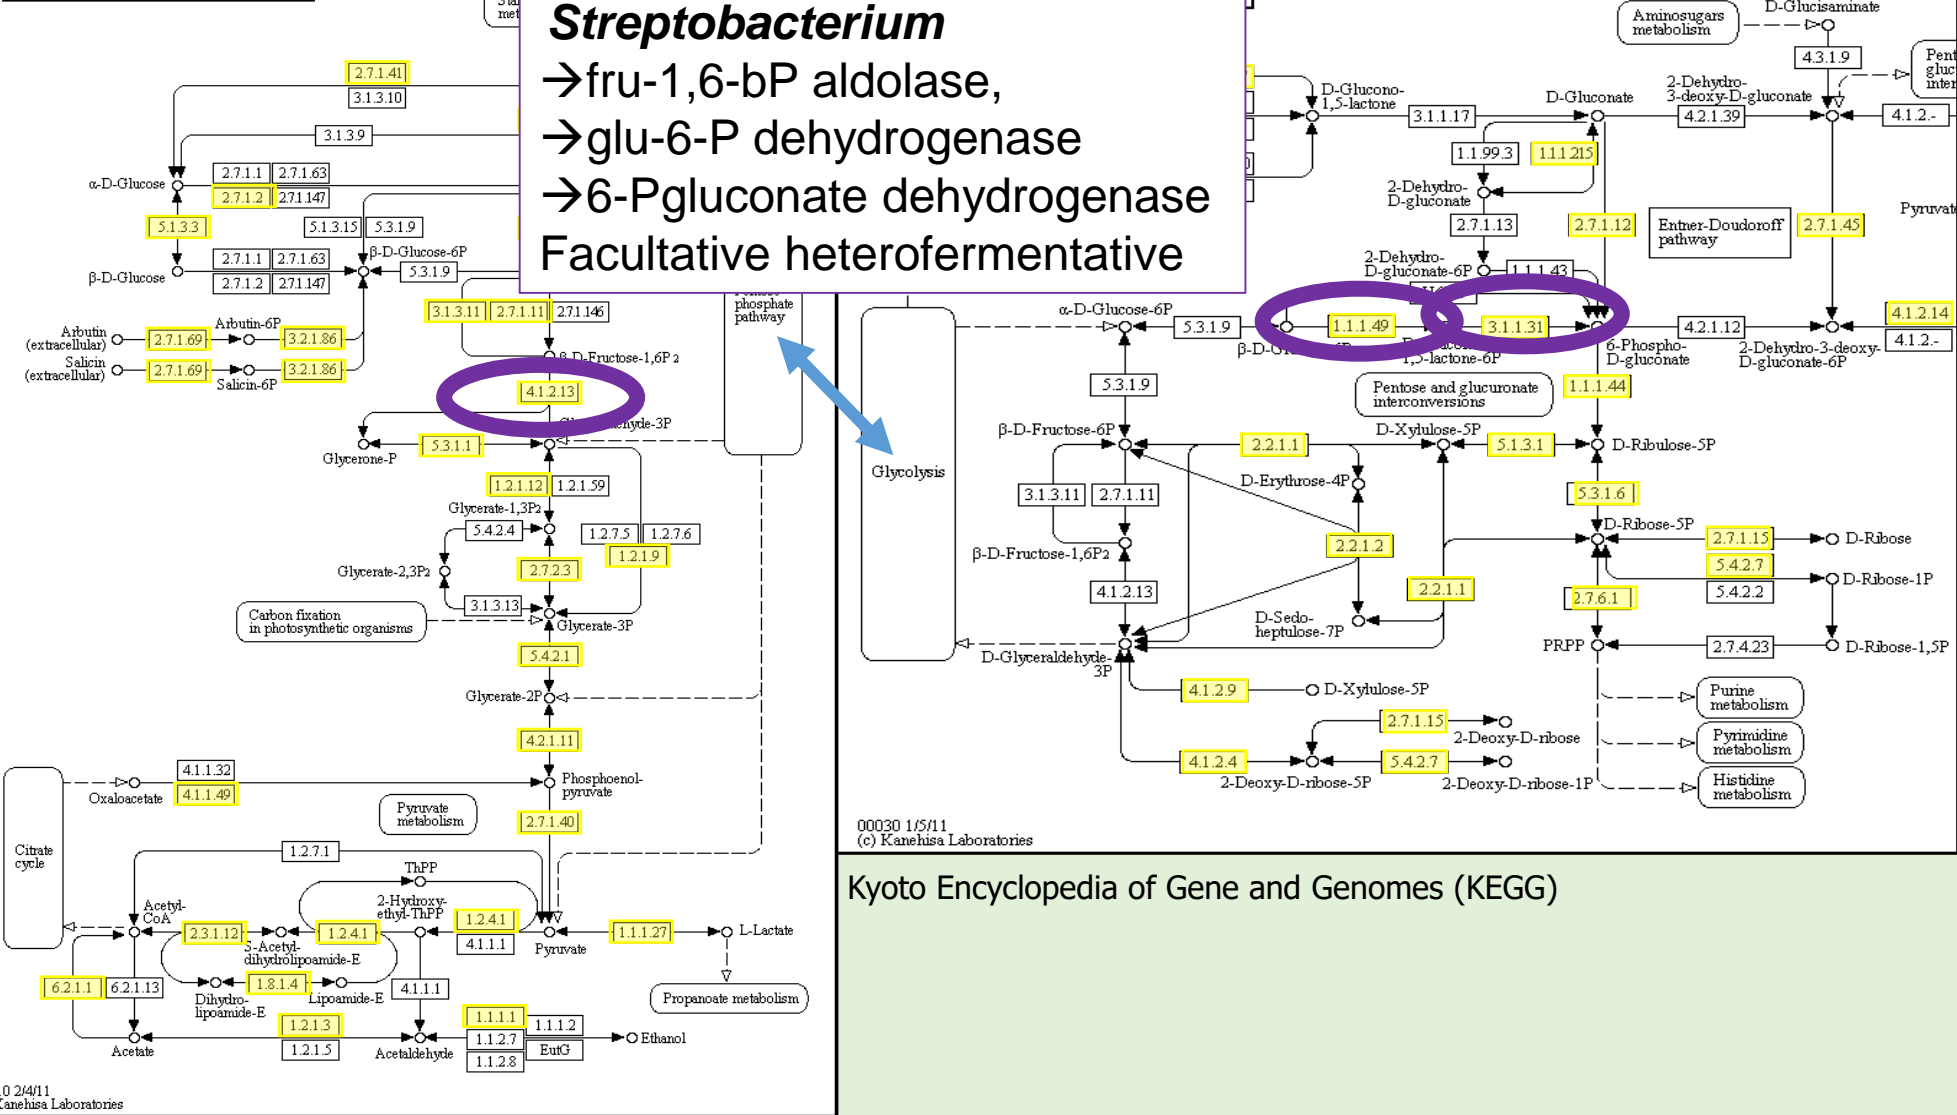 Streptobacterium
→fru-1,6-bP aldolase,
→glu-6-P dehydrogenase
→6-Pgluconate dehydrogenase
Facultative heterofermentative
met
2.7.1.41
3.1.3.10
3.1.3.9
α-D-Glucose
2.7.1.1
2.7.1.63
2.7.1.2
2.7.1.147
5.1.3.3
5.1.3.15
5.3.1.9
β-D-Glucose-6P
β-D-Glucose
2.7.1.1
2.7.1.63
2.7.1.2
2.7.1.147
5.3.1.9
3.1.3.11
2.7.1.11
2.7.1.146
phosphate
pathway
Arbutin
(extracellular)
2.7.1.69
Arbutin-6P
3.2.1.86
Salicin
(extracellular)
2.7.1.69
Salicin-6P
3.2.1.86
β-D-Fructose-1,6P2
4.1.2.13
Glycerone-P
5.3.1.1
1.2.1.12
1.2.1.59
Glycerate-1,3P2
5.4.2.4
1.2.7.5
1.2.7.6
1.2.1.9
Glycerate-2,3P2
2.7.2.3
3.1.3.13
Carbon fixation
in photosynthetic organisms
Glycerate-3P
5.4.2.1
Glycerate-2P
4.2.1.11
4.1.1.32
Oxaloacetate
4.1.1.49
Phosphoenol-
pyruvate
Pyruvate
metabolism
2.7.1.40
Citrate
cycle
1.2.7.1
ThPP
Acetyl-
CoA
2-Hydroxy-
ethyl-ThPP
2.3.1.12
1.2.4.1
1.2.4.1
4.1.1.1
Pyruvate
1.1.1.27
L-Lactate
S-Acetyl-
dihydrolipoamide-E
6.2.1.1
6.2.1.13
1.8.1.4
Dihydro-
lipoamide-E
Lipoamide-E
4.1.1.1
Propanoate metabolism
1.2.1.3
1.2.1.5
Acetate
Acetaldehyde
1.1.1.1
1.1.2.7
1.1.2.8
1.1.1.2
EutG
Ethanol
0 2/4/11
Kanehisa Laboratories
Aminosugars
metabolism
D-Glucisaminate
4.3.1.9
D-Glucono-
1,5-lactone
3.1.1.17
D-Gluconate
2-Dehydro-
3-deoxy-D-gluconate
4.2.1.39
4.1.2.-
1.1.99.3
1.1.1.215
2-Dehydro-
D-gluconate
2.7.1.13
2.7.1.12
Entner-Doudoroff
pathway
2.7.1.45
2-Dehydro-
D-gluconate-6P
1.1.1.43
α-D-Glucose-6P
5.3.1.9
1.1.1.49
3.1.1.31
1,5-lactone-6P
6-Phospho-
D-gluconate
4.2.1.12
2-Dehydro-3-deoxy-
D-gluconate-6P
4.1.2.14
4.1.2.-
Glycolysis
5.3.1.9
Pentose and glucuronate
interconversions
1.1.1.44
β-D-Fructose-6P
2.2.1.1
D-Xylulose-5P
5.1.3.1
D-Ribulose-5P
3.1.3.11
2.7.1.11
D-Erythrose-4P
5.3.1.6
2.2.1.2
D-Ribose-5P
2.7.1.15
D-Ribose
β-D-Fructose-1,6P2
5.4.2.7
D-Ribose-1P
5.4.2.2
4.1.2.13
2.2.1.1
2.7.6.1
D-Sedo-
heptulose-7P
PRPP
2.7.4.23
D-Ribose-1,5P
D-Glyceraldehyde-
3P
4.1.2.9
D-Xylulose-5P
2.7.1.15
2-Deoxy-D-ribose
4.1.2.4
5.4.2.7
2-Deoxy-D-ribose-5P
2-Deoxy-D-ribose-1P
Purine
metabolism
Pyrimidine
metabolism
Histidine
metabolism
00030 1/5/11
(c) Kanehisa Laboratories
Kyoto Encyclopedia of Gene and Genomes (KEGG)